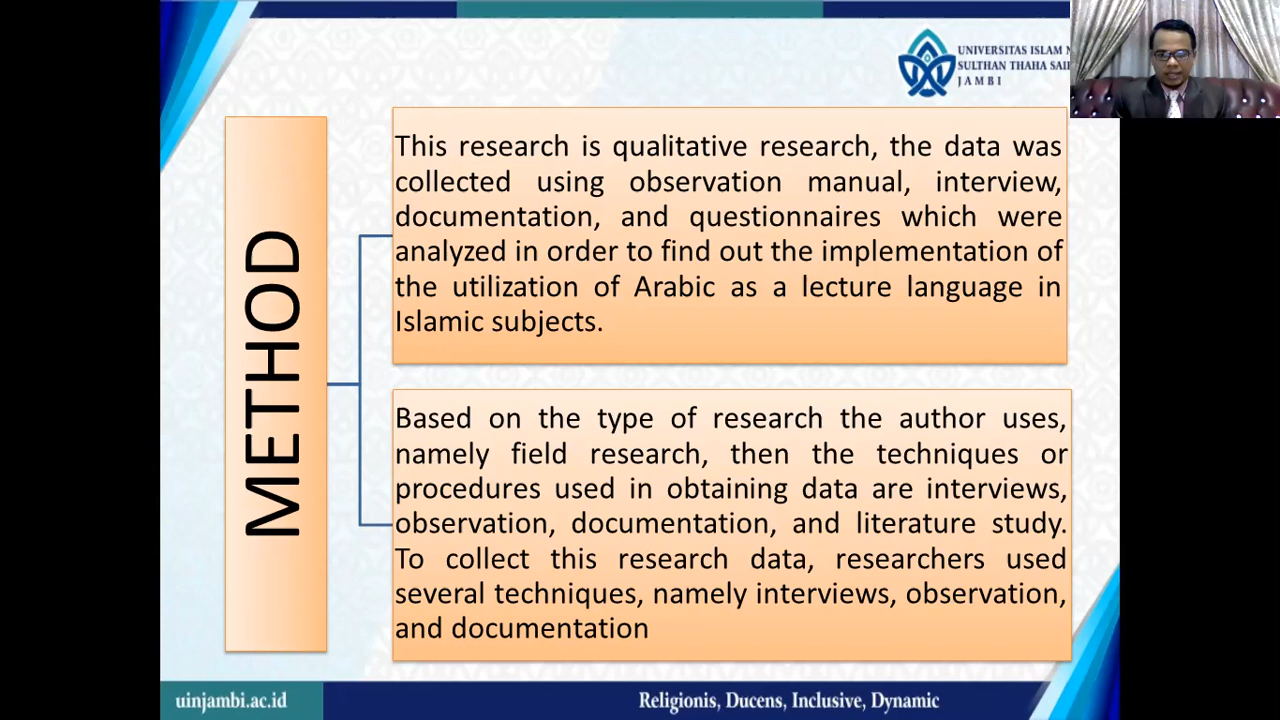 UNIVERSITAS ISLAM
SULTHAN THAHA
JAMBI
METHOD
This research is qualitative research, the data was
collected using observation manual, interview,
documentation, and questionnaires which were
analyzed in order to find out the implementation of
the utilization of Arabic as a lecture language in
Islamic subjects.
Based on the type of research the author uses,
namely field research, then the techniques or
procedures used in obtaining data are interviews,
observation, documentation, and literature study.
To collect this research data, researchers used
several techniques, namely interviews, observation,
and documentation
uinjambi.ac.id
Religionis, Ducens, Inclusive, Dynamic